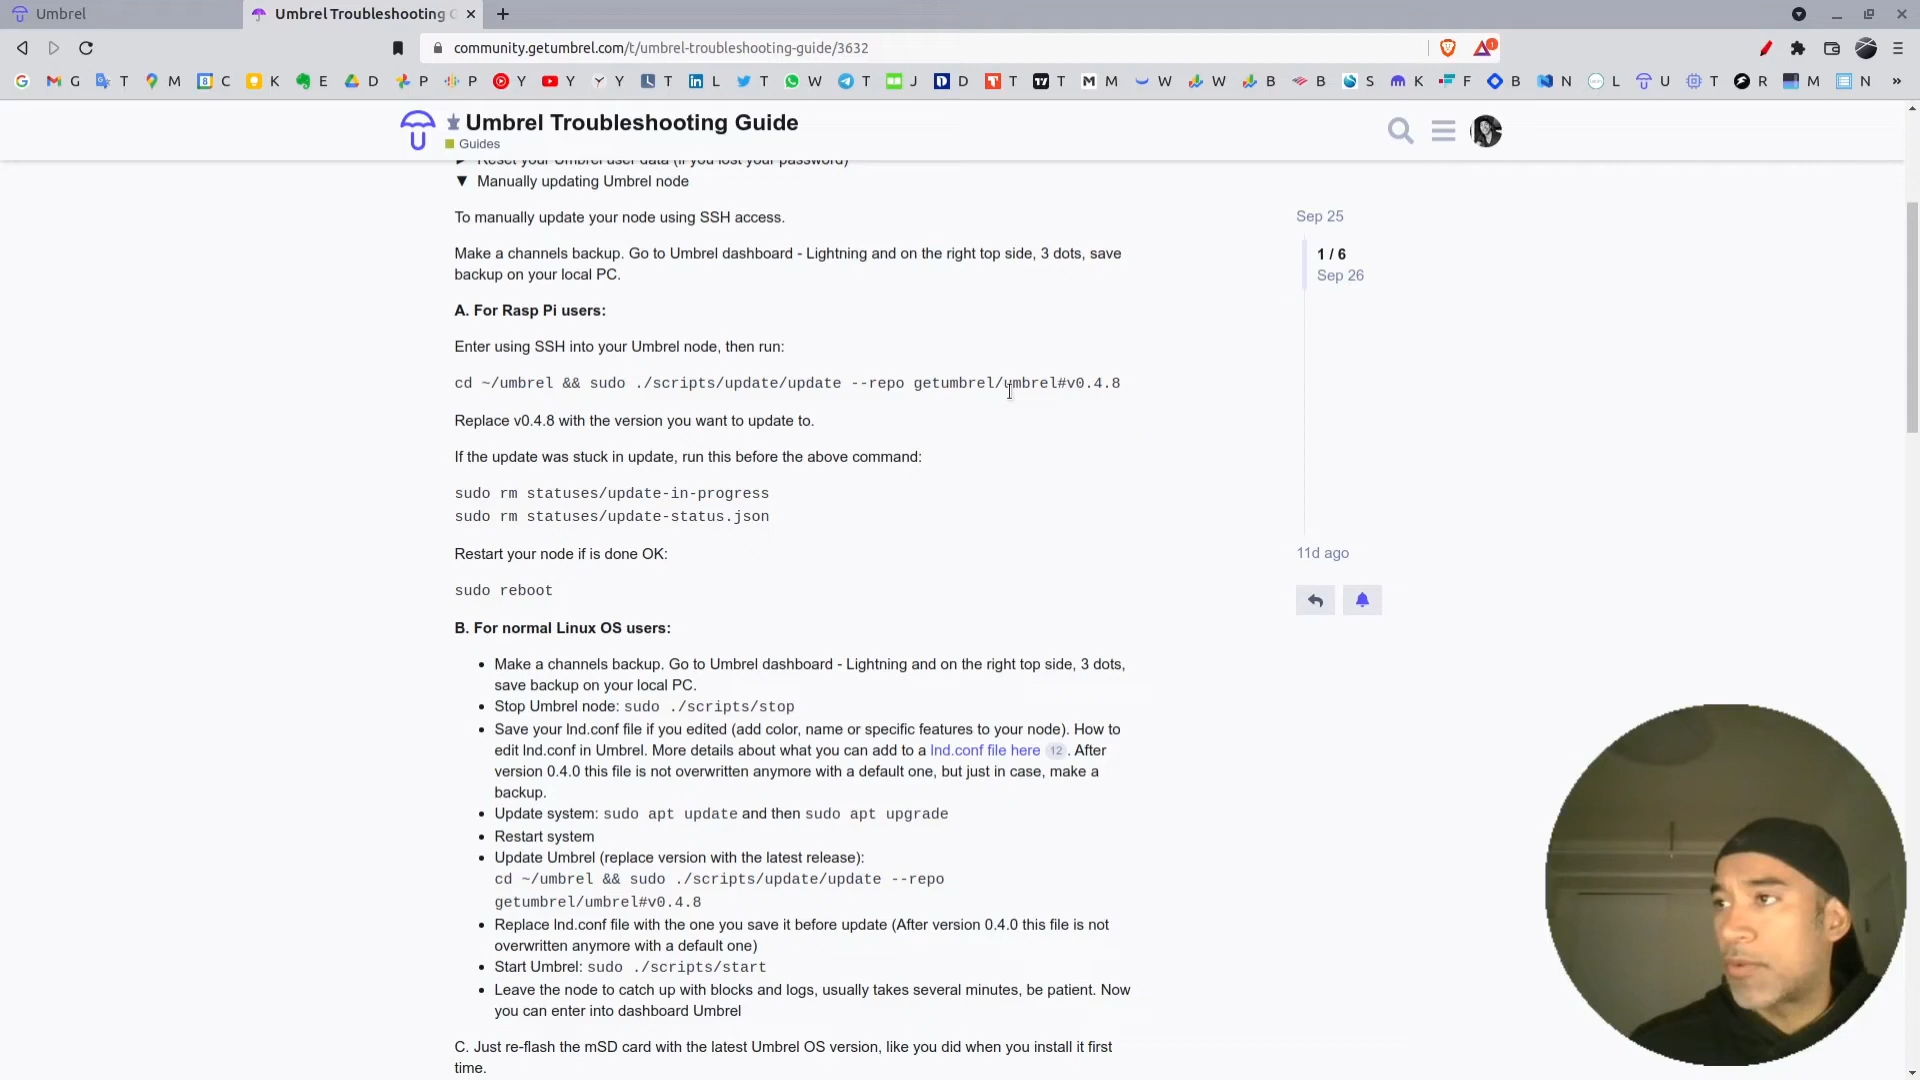 Umbrel
Umbrel Troubleshooting G
community.getumbrel.com/t/umbrel-troubleshooting-guide/3632
1
G G T M C K E D P P Y Y Y T L T W T J D T T M W W B B S K F B N L U T R M N »
Umbrel Troubleshooting Guide
Guides
Reset your Umbrel user data (if you lost your password)
Manually updating Umbrel node
To manually update your node using SSH access.
Make a channels backup. Go to Umbrel dashboard - Lightning and on the right top side, 3 dots, save
backup on your local PC.
A. For Rasp Pi users:
Enter using SSH into your Umbrel node, then run:
cd ~/umbrel && sudo ./scripts/update/update --repo getumbrel/umbrel#v0.4.8
Replace v0.4.8 with the version you want to update to.
If the update was stuck in update, run this before the above command:
sudo rm statuses/update-in-progress
sudo rm statuses/update-status.json
Restart your node if is done OK:
sudo reboot
B. For normal Linux OS users:
• Make a channels backup. Go to Umbrel dashboard - Lightning and on the right top side, 3 dots,
save backup on your local PC.
• Stop Umbrel node: sudo ./scripts/stop
• Save your lnd.conf file if you edited (add color, name or specific features to your node). How to
edit lnd.conf in Umbrel. More details about what you can add to a lnd.conf file here 12 . After
version 0.4.0 this file is not overwritten anymore with a default one, but just in case, make a
backup.
• Update system: sudo apt update and then sudo apt upgrade
• Restart system
• Update Umbrel (replace version with the latest release):
cd ~/umbrel && sudo ./scripts/update/update --repo
getumbrel/umbrel#v0.4.8
• Replace lnd.conf file with the one you save it before update (After version 0.4.0 this file is not
overwritten anymore with a default one)
• Start Umbrel: sudo ./scripts/start
• Leave the node to catch up with blocks and logs, usually takes several minutes, be patient. Now
you can enter into dashboard Umbrel
C. Just re-flash the mSD card with the latest Umbrel OS version, like you did when you install it first
time.
Sep 25
1 / 6
Sep 26
11d ago